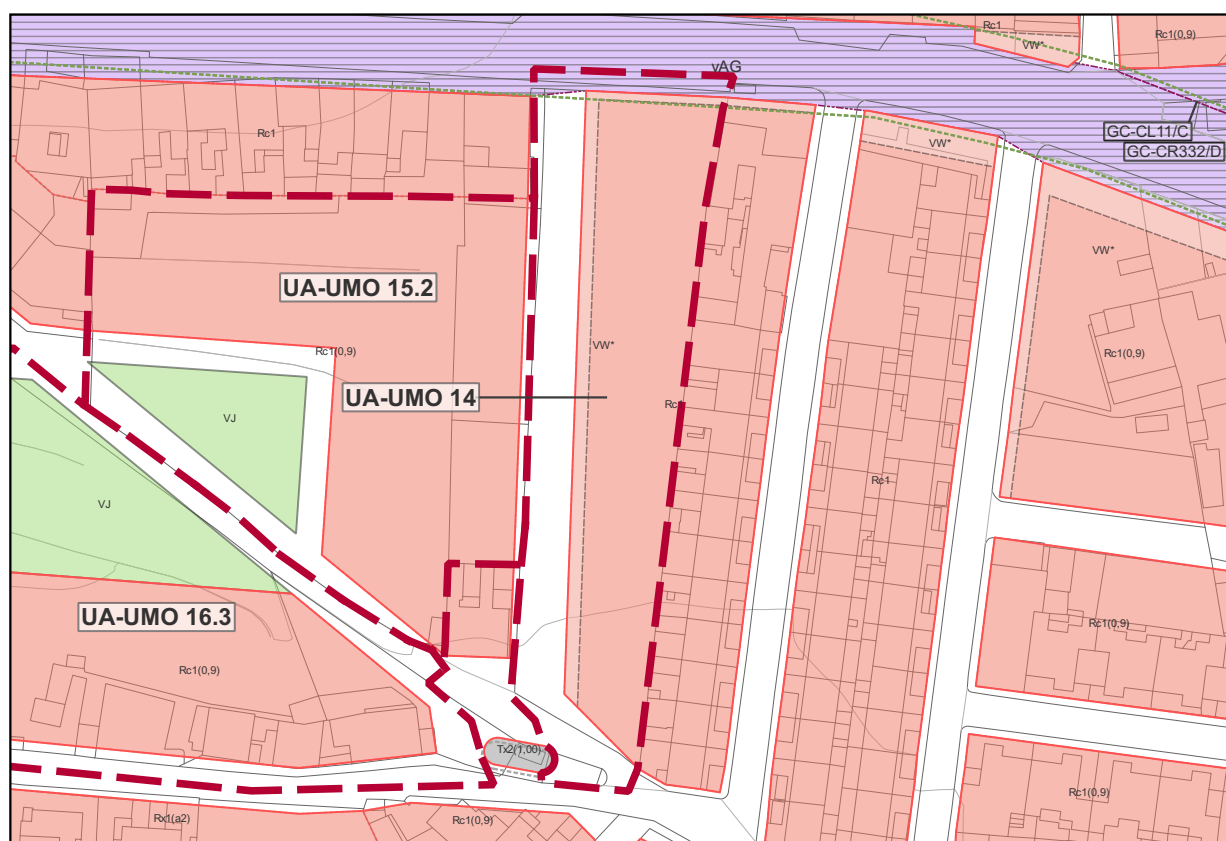 Rc1
Rc1(0,9)
VW*
vAG
GC-CL11/C
Rc1
VW*
GC-CR332/D
VW*
UA-UMO 15.2
Rc1(0,9)
VW*
Rc1(0,9)
UA-UMO 14
VJ
Rc1
VJ
UA-UMO 16.3
Rc1(0,9)
Rc1(0,9)
Tx2(1,00)
Rx1(a2)
Rc1(0,9)
Rc1(0,9)